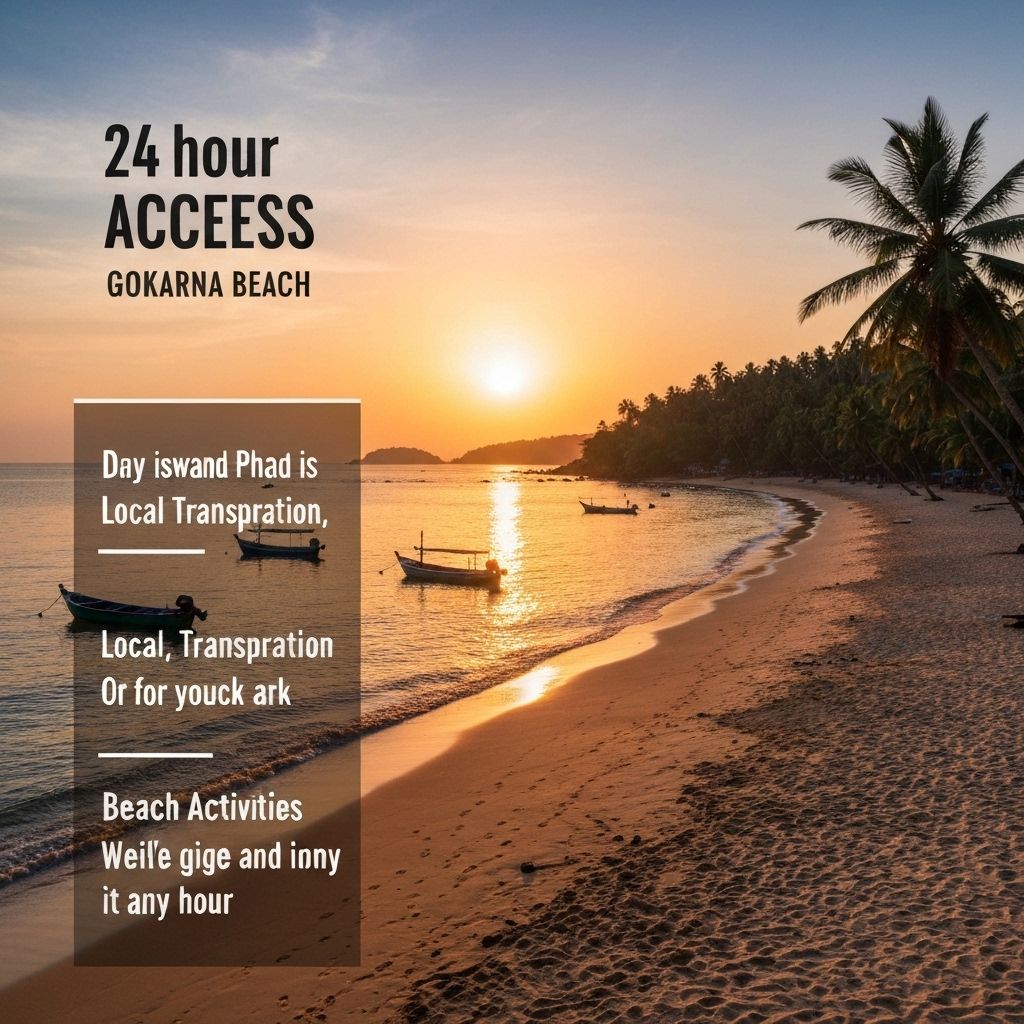 24 hour
ACCEESS
GOKARNA BEACH
Day iswand Phad is
Local Transpration,
Local, Transpration
Or for youck ark
Beach Activities
Weil'e gige and inny
it any hour